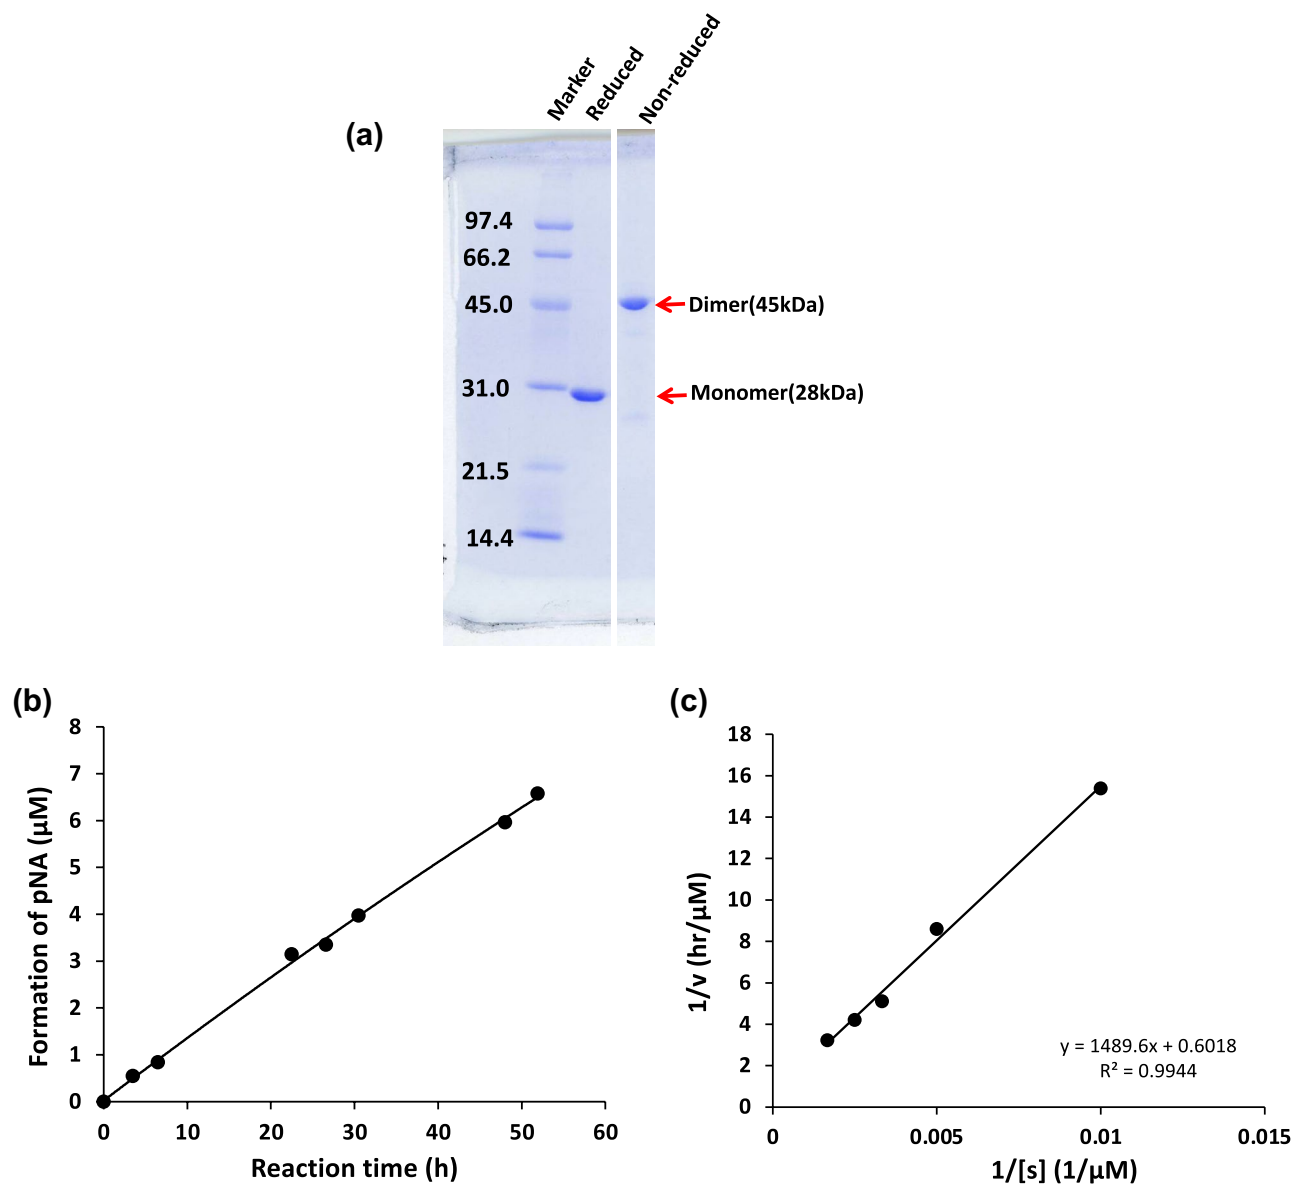 (a)
Marker
Reduced
Non-reduced
97.4
66.2
45.0
31.0
21.5
14.4
Dimer(45kDa)
Monomer(28kDa)
(b)
Formation of pNA (μM)
8
7
6
5
4
3
2
1
0
0 10 20 30 40 50 60
Reaction time (h)
(c)
1/v (hr/μM)
18
16
14
12
10
8
6
4
2
0
y = 1489.6x + 0.6018
R² = 0.9944
0 0.005 0.01 0.015
1/[s] (1/μM)